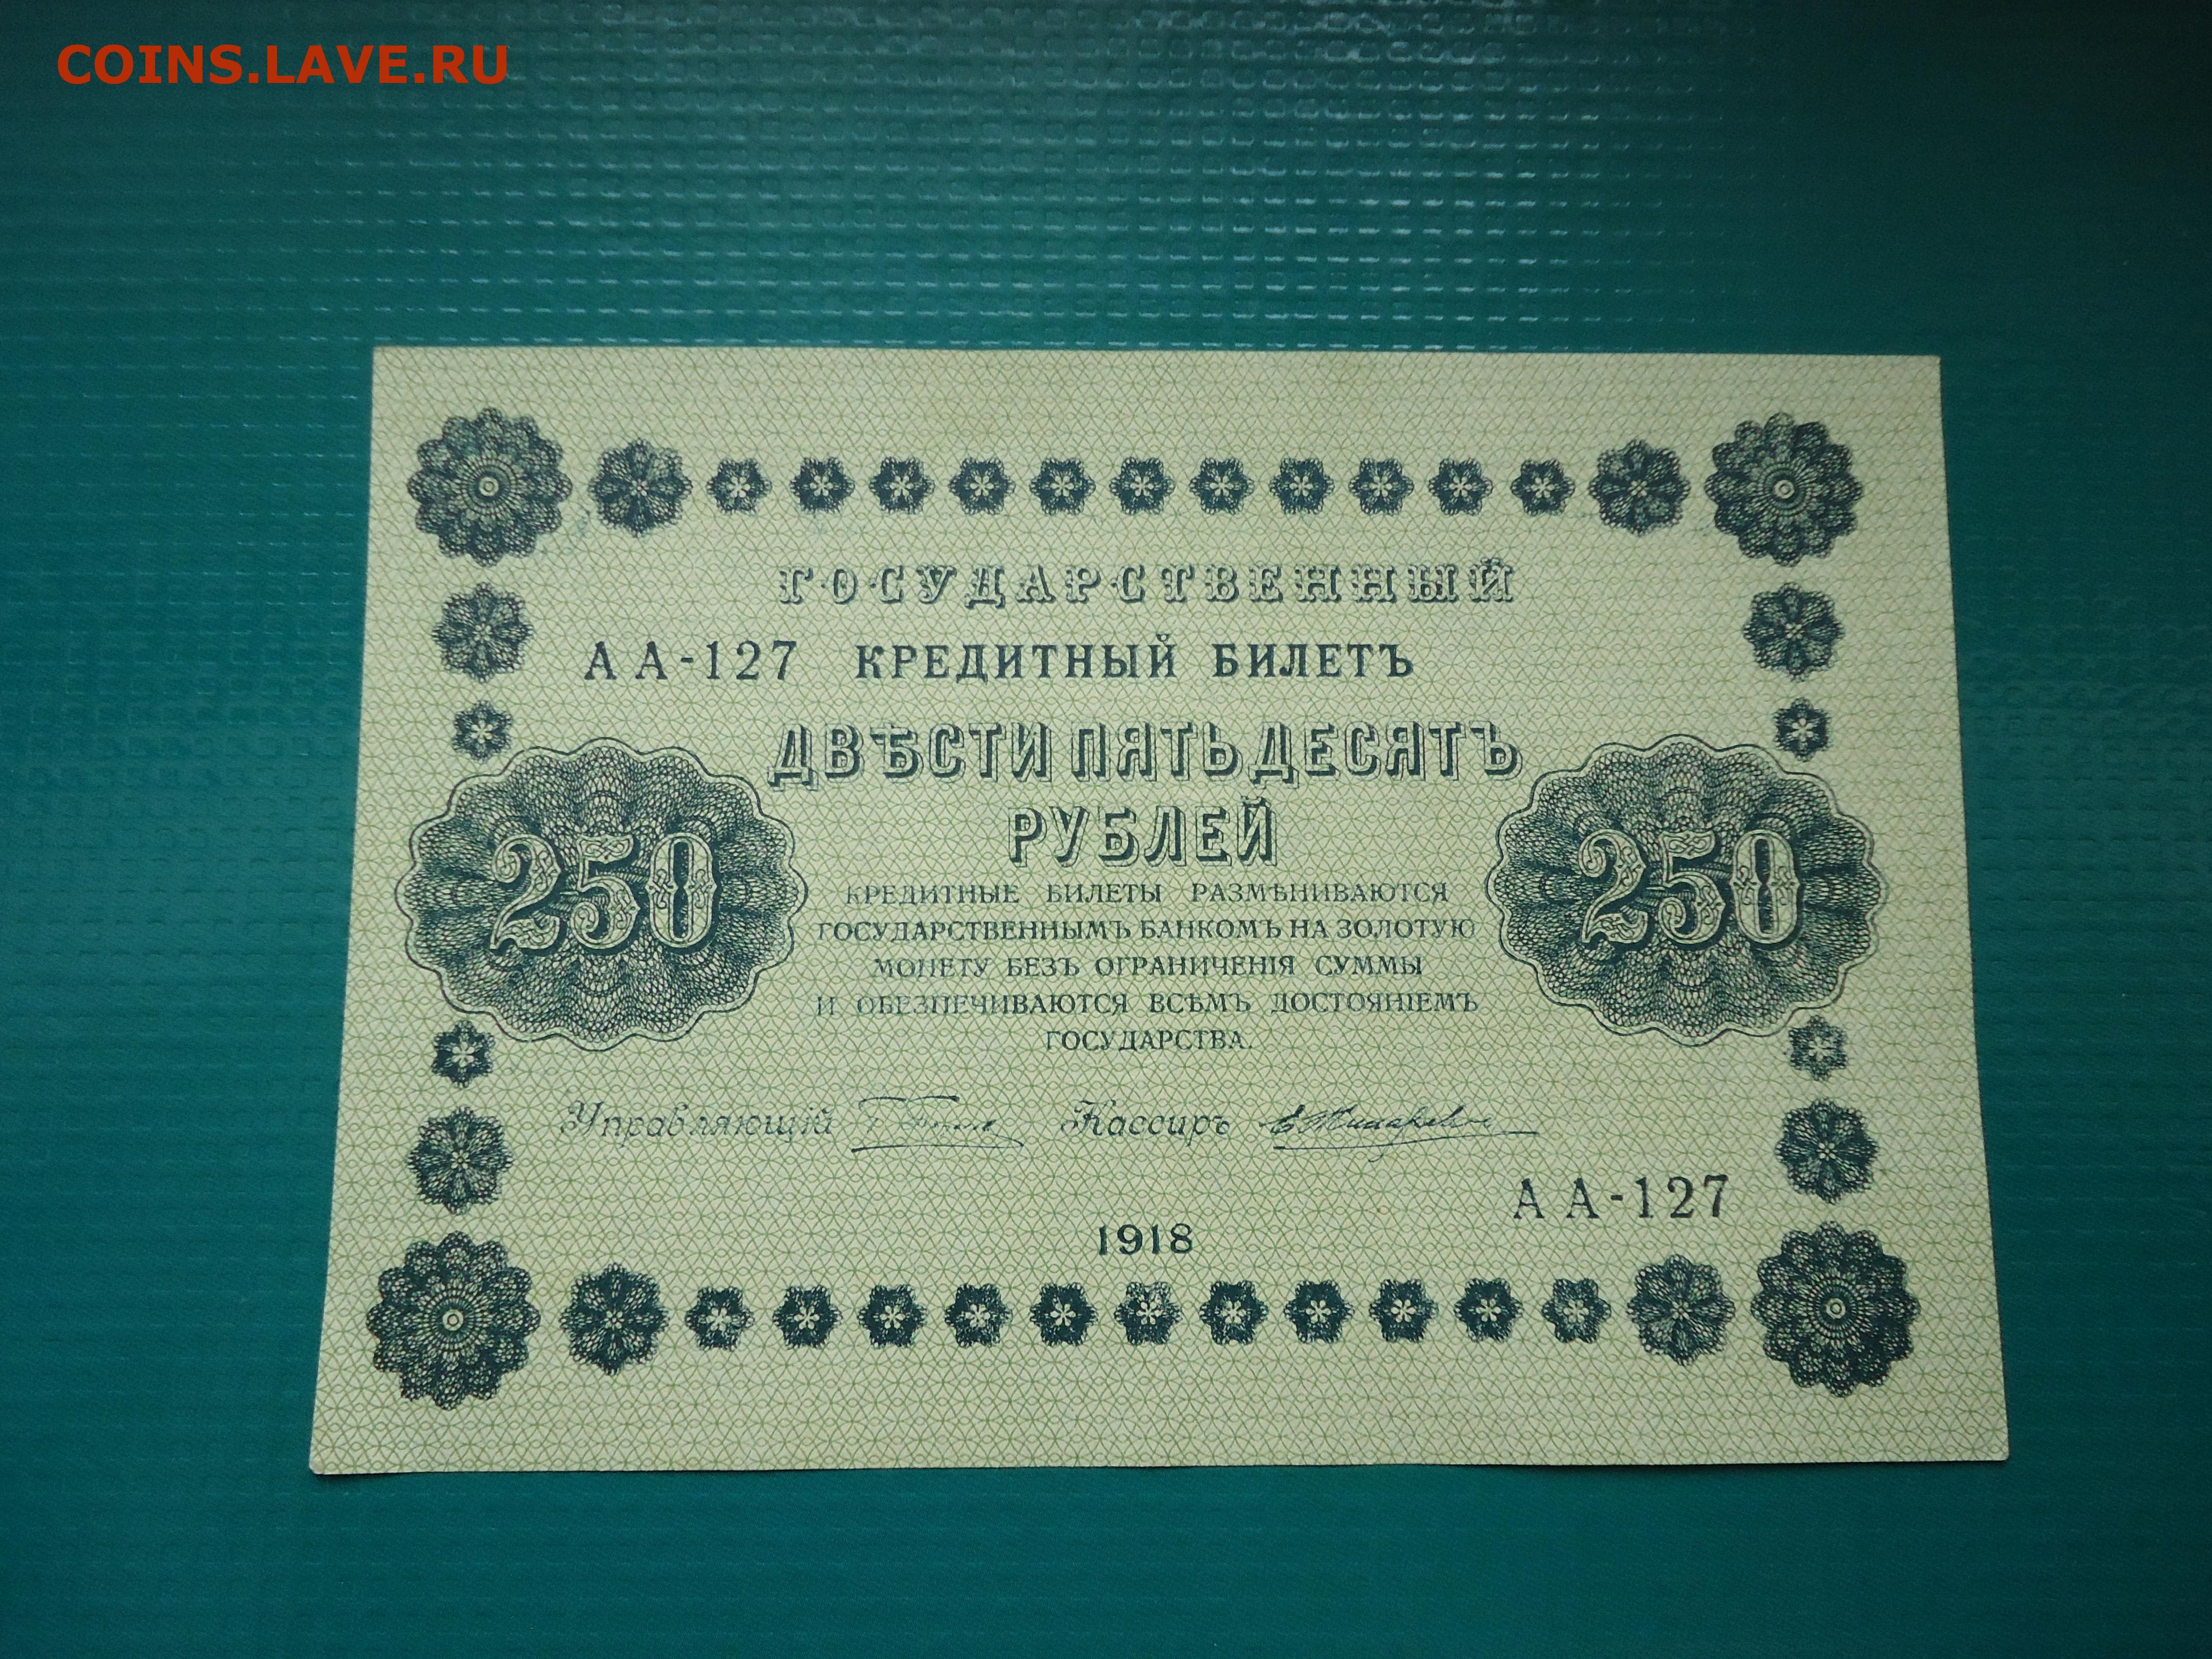 COINS.LAVE.RU
ГОСУДАРСТВЕННЫЙ
АА-127 КРЕДИТНЫЙ БИЛЕТЪ
ДВѢСТИ ПЯТЬДЕСЯТЪ
РУБЛЕЙ
250
250
КРЕДИТНЫЕ БИЛЕТЫ РАЗМѢНИВАЮТСЯ
ГОСУДАРСТВЕННЫМЪ БАНКОМЪ НА ЗОЛОТУЮ
МОНЕТУ БЕЗЪ ОГРАНИЧЕНІЯ СУММЫ
И ОБЕЗПЕЧИВАЮТСЯ ВСѢМЪ ДОСТОЯНІЕМЪ
ГОСУДАРСТВА.
Управляющій Кассиръ
АА-127
1918